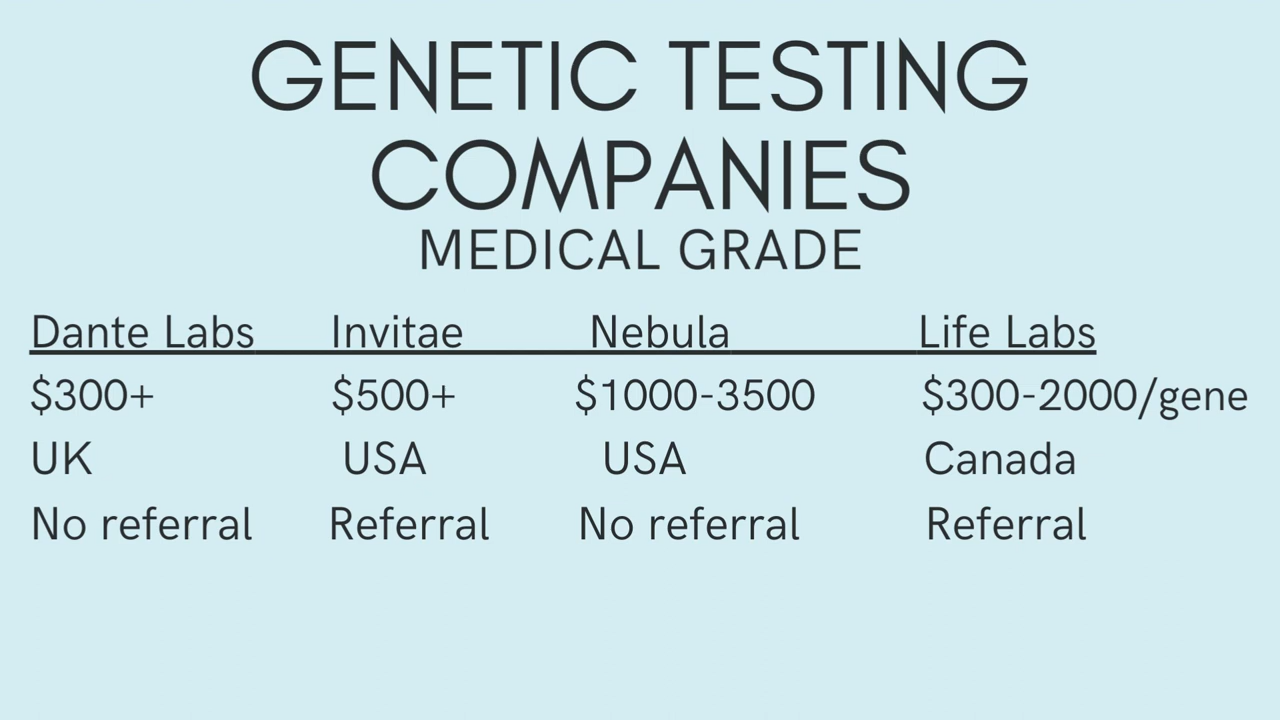 GENETIC TESTING
COMPANIES
MEDICAL GRADE
Dante Labs Invitae Nebula Life Labs
$300+ $500+ $1000-3500 $300-2000/gene
UK USA USA Canada
No referral Referral No referral Referral